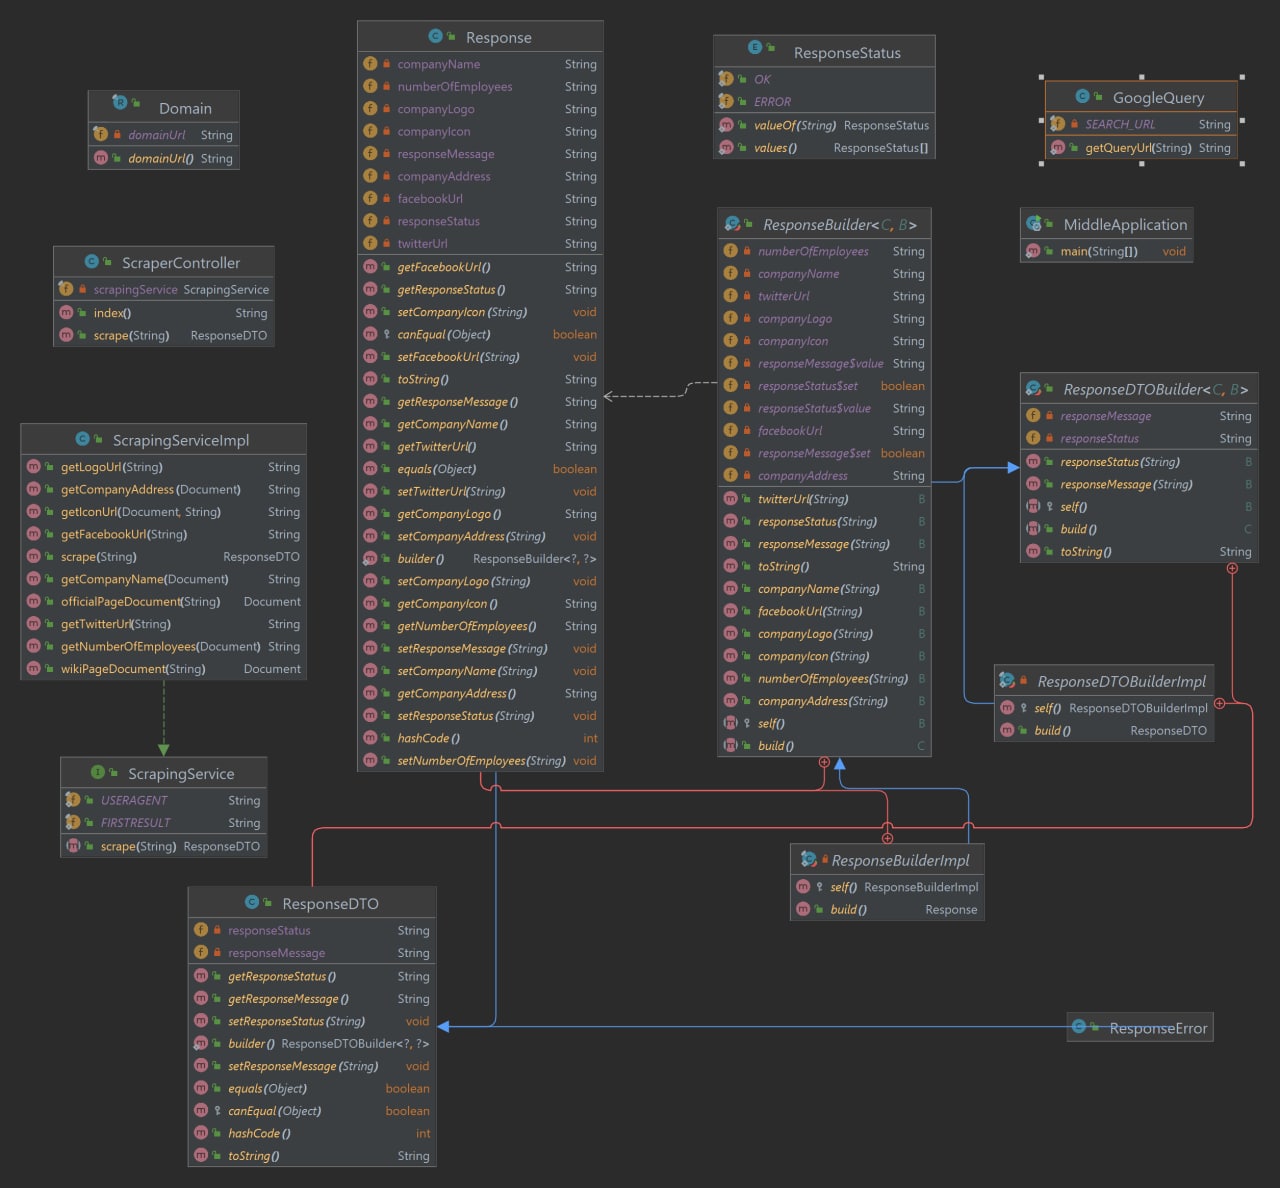 Domain
domainUrl String
domainUrl() String
ScraperController
scrapingService ScrapingService
index() String
scrape(String) ResponseDTO
ScrapingServiceImpl
getLogoUrl(String) String
getCompanyAddress(Document) String
getIconUrl(Document, String) String
getFacebookUrl(String) String
scrape(String) ResponseDTO
getCompanyName(Document) String
officialPageDocument(String) Document
getTwitterUrl(String) String
getNumberOfEmployees(Document) String
wikiPageDocument(String) Document
ScrapingService
USERAGENT String
FIRSTRESULT String
scrape(String) ResponseDTO
Response
companyName String
numberOfEmployees String
companyLogo String
companyIcon String
responseMessage String
companyAddress String
facebookUrl String
responseStatus String
twitterUrl String
getFacebookUrl() String
getResponseStatus() String
setCompanyIcon(String) void
canEqual(Object) boolean
setFacebookUrl(String) void
toString() String
getResponseMessage() String
getCompanyName() String
getTwitterUrl() String
equals(Object) boolean
setTwitterUrl(String) void
getCompanyLogo() String
setCompanyAddress(String) void
builder() ResponseBuilder<?, ?>
setCompanyLogo(String) void
getCompanyIcon() String
getNumberOfEmployees() String
setResponseMessage(String) void
setCompanyName(String) void
getCompanyAddress() String
setResponseStatus(String) void
hashCode() int
setNumberOfEmployees(String) void
ResponseDTO
responseStatus String
responseMessage String
getResponseStatus() String
getResponseMessage() String
setResponseStatus(String) void
builder() ResponseDTOBuilder<?, ?>
setResponseMessage(String) void
equals(Object) boolean
canEqual(Object) boolean
hashCode() int
toString() String
ResponseStatus
OK
ERROR
valueOf(String) ResponseStatus
values() ResponseStatus[]
ResponseBuilder<C, B>
numberOfEmployees String
companyName String
twitterUrl String
companyLogo String
companyIcon String
responseMessage$value String
responseStatus$set boolean
responseStatus$value String
facebookUrl String
responseMessage$set boolean
companyAddress String
twitterUrl(String) B
responseStatus(String) B
responseMessage(String) B
toString() String
companyName(String) B
facebookUrl(String) B
companyLogo(String) B
companyIcon(String) B
numberOfEmployees(String) B
companyAddress(String) B
self() B
build() C
ResponseBuilderImpl
self() ResponseBuilderImpl
build() Response
GoogleQuery
SEARCH_URL String
getQueryUrl(String) String
MiddleApplication
main(String[]) void
ResponseDTOBuilder<C, B>
responseMessage String
responseStatus String
responseStatus(String) B
responseMessage(String) B
self() B
build() C
toString() String
ResponseDTOBuilderImpl
self() ResponseDTOBuilderImpl
build() ResponseDTO
ResponseError